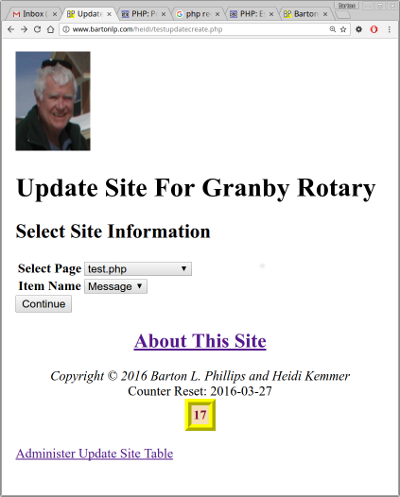 Barton
Inbox (
Update
PHP: P
php re
PHP: E
Barton
www.bartonlp.com/heidi/testupdatecreate.php
Update Site For Granby Rotary
Select Site Information
Select Page test.php
Item Name Message
Continue
About This Site
Copyright © 2016 Barton L. Phillips and Heidi Kemmer
Counter Reset: 2016-03-27
17
Administer Update Site Table